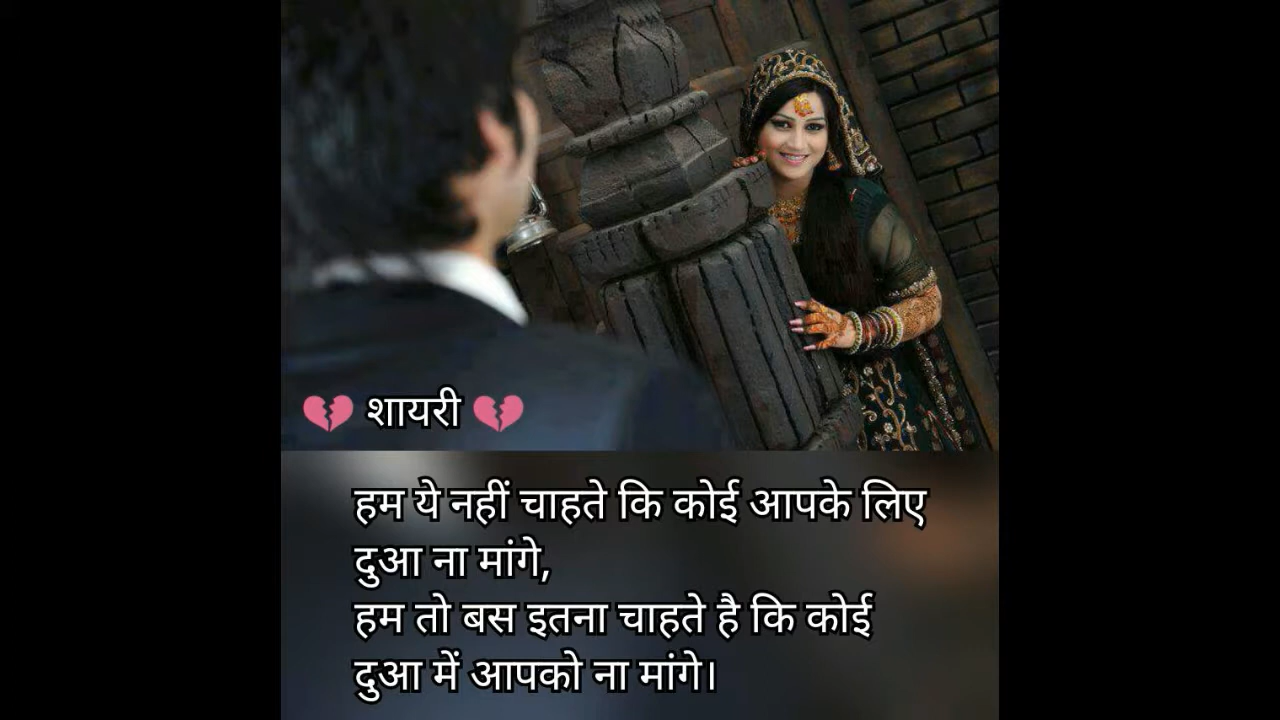 💔 शायरी 💔
हम ये नहीं चाहते कि कोई आपके लिए
दुआ ना मांगे,
हम तो बस इतना चाहते है कि कोई
दुआ में आपको ना मांगे।